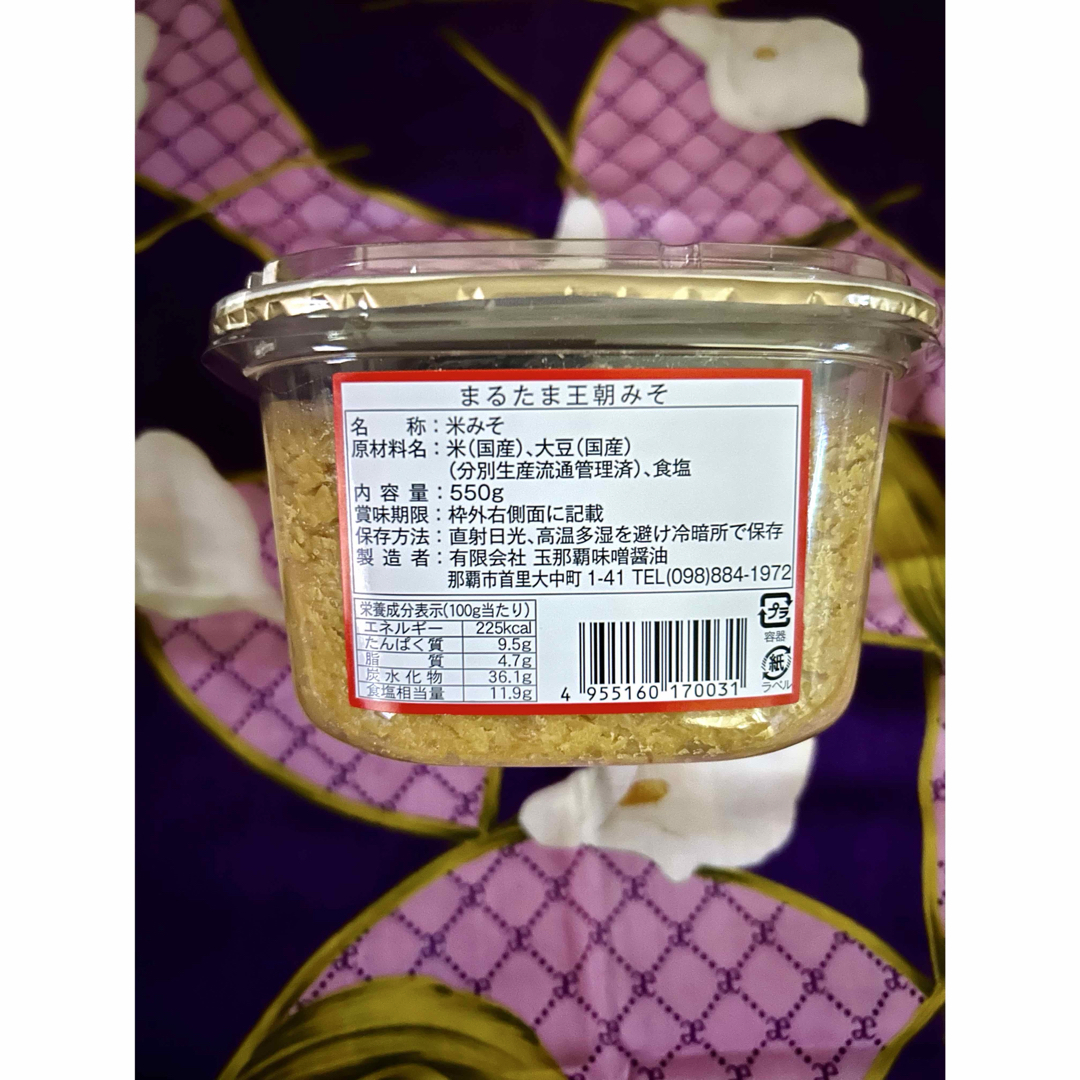 まるたま王朝みそ
名称:米みそ
原材料名:米(国産)、大豆(国産)
(分別生産流通管理済)、食塩
内容量:550g
賞味期限:枠外右側面に記載
保存方法:直射日光、高温多湿を避け冷暗所で保存
製造者:有限会社 玉那覇味噌醤油
那覇市首里大中町 1-41 TEL(098)884-1972
栄養成分表示(100g当たり)
エネルギー 225kcal
たんぱく質 9.5g
脂質 4.7g
炭水化物 36.1g
食塩相当量 11.9g
4 955160 170031
プラ
容器
紙
ラベル